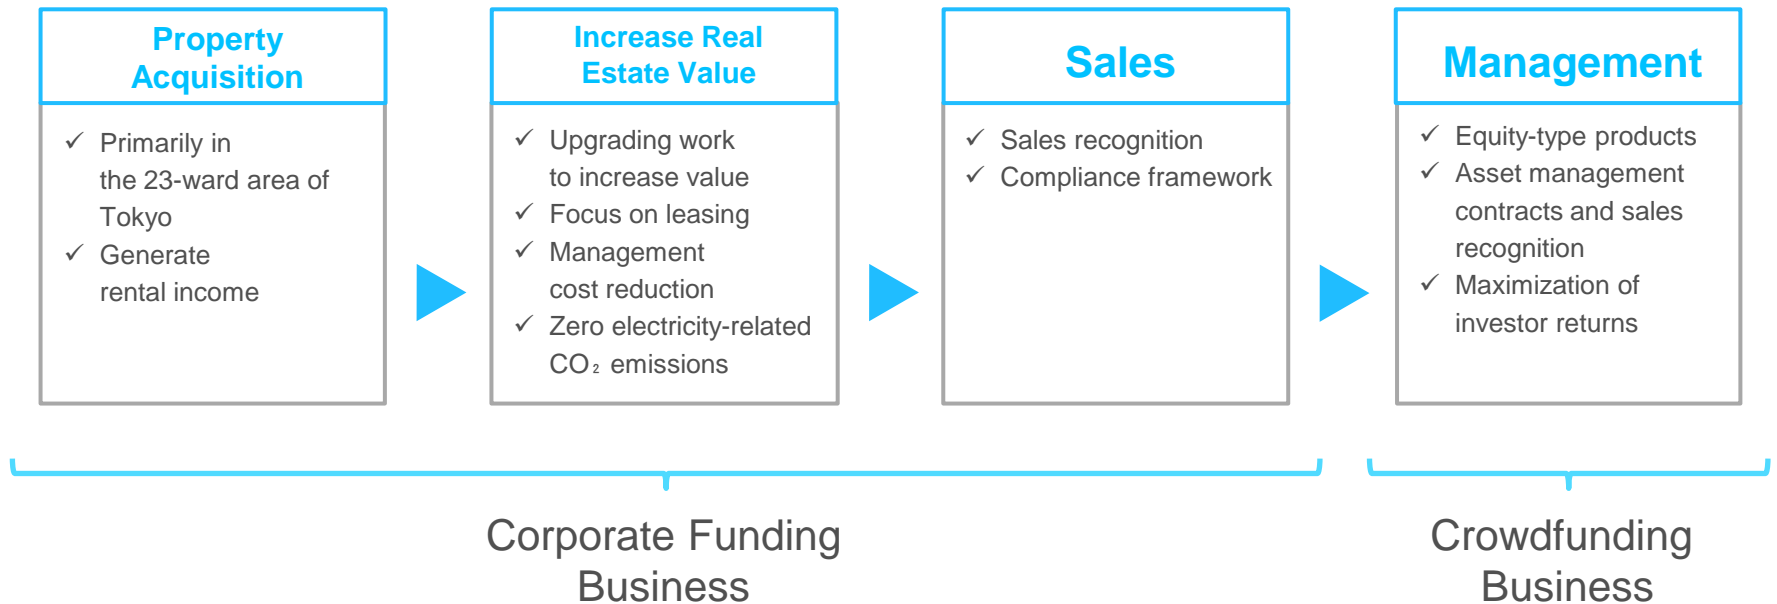 Property
Acquisition
✓ Primarily in
the 23-ward area of
Tokyo
✓ Generate
rental income
Increase Real
Estate Value
✓ Upgrading work
to increase value
✓ Focus on leasing
✓ Management
cost reduction
✓ Zero electricity-related
CO₂ emissions
Sales
✓ Sales recognition
✓ Compliance framework
Management
✓ Equity-type products
✓ Asset management
contracts and sales
recognition
✓ Maximization of
investor returns
Corporate Funding
Business
Crowdfunding
Business